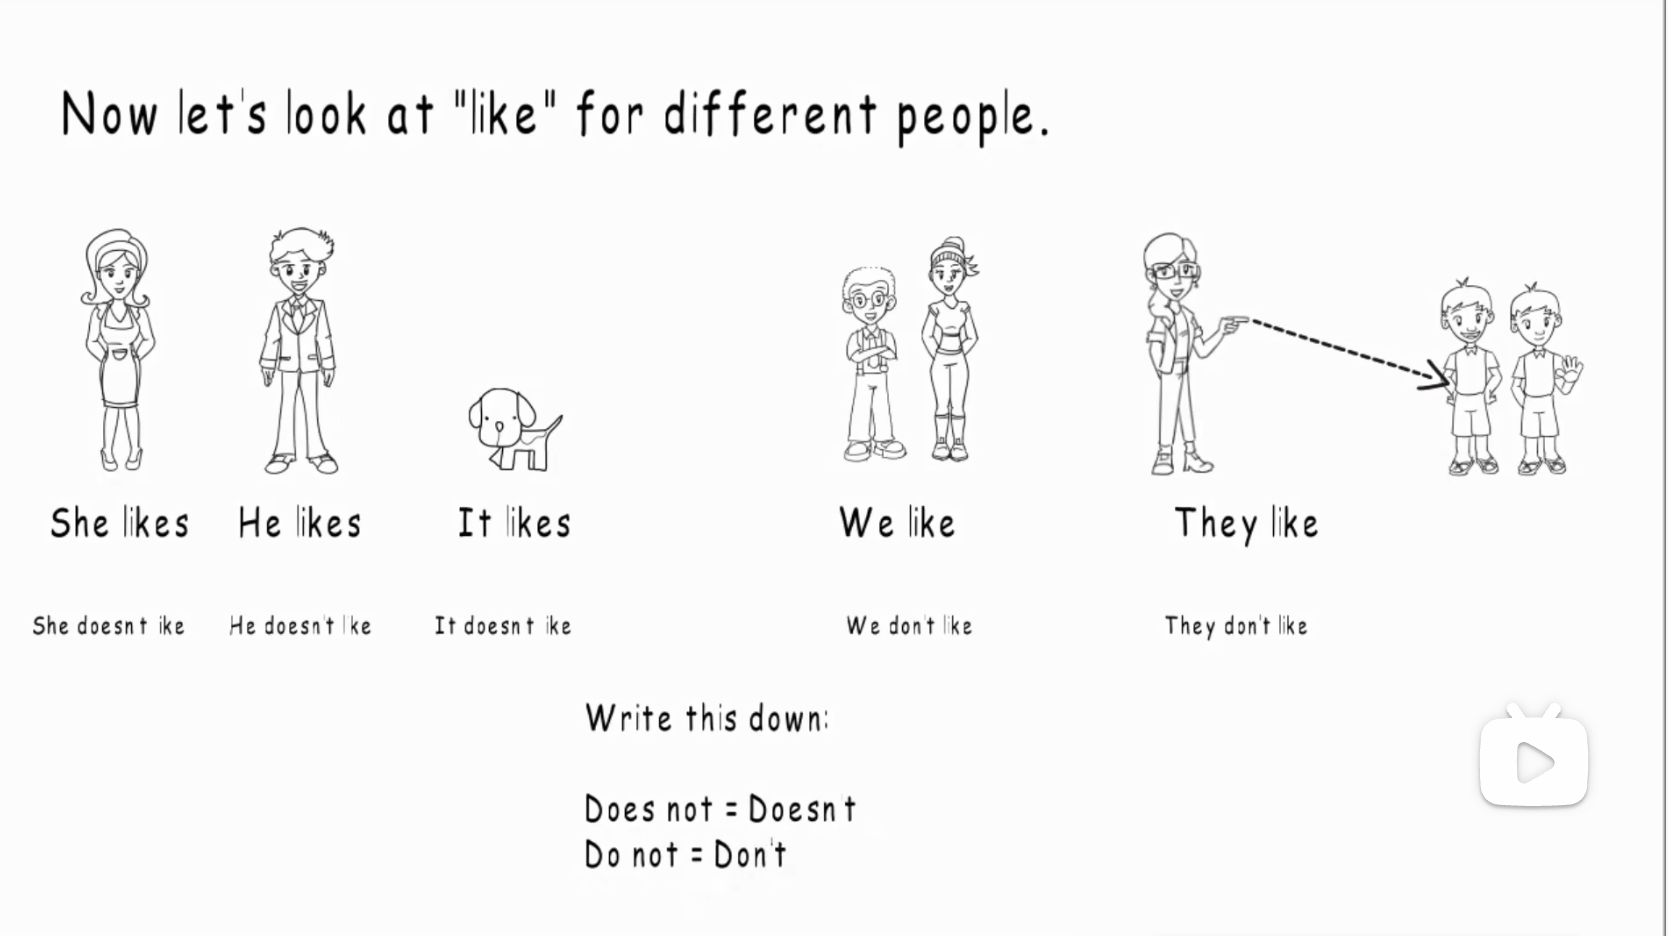 Now let's look at "like" for different people.
She likes He likes It likes We like They like
She doesn't like He doesn't like It doesn't like We don't like They don't like
Write this down:
Does not = Doesn't
Do not = Don't